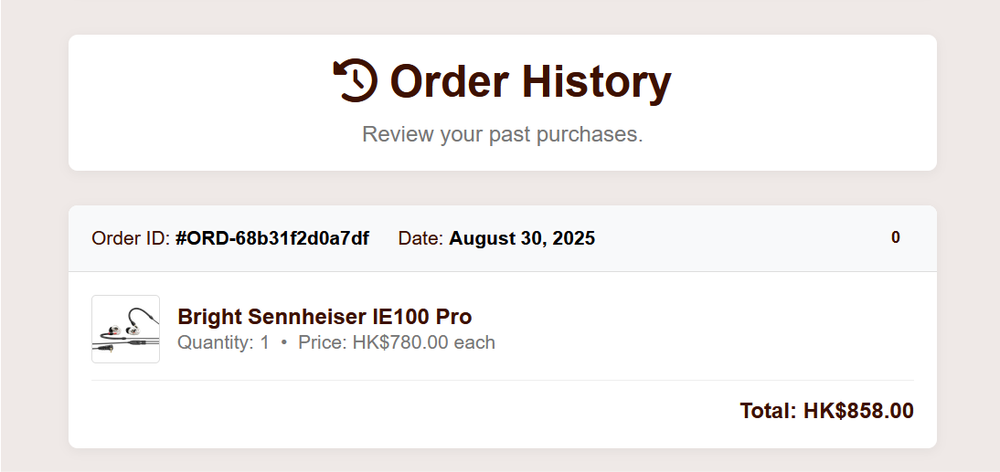 Order History
Review your past purchases.
Order ID: #ORD-68b31f2d0a7df Date: August 30, 2025 0
Bright Sennheiser IE100 Pro
Quantity: 1 • Price: HK$780.00 each
Total: HK$858.00